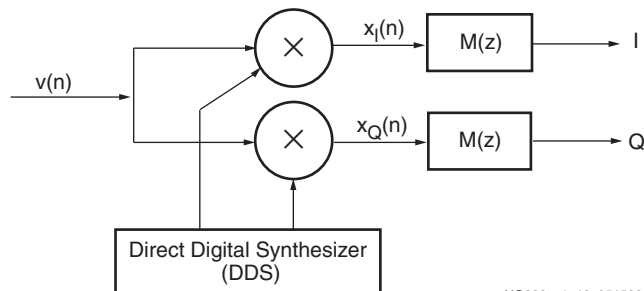 x_I(n)
M(z)
I
v(n)
x_Q(n)
M(z)
Q
Direct Digital Synthesizer
(DDS)